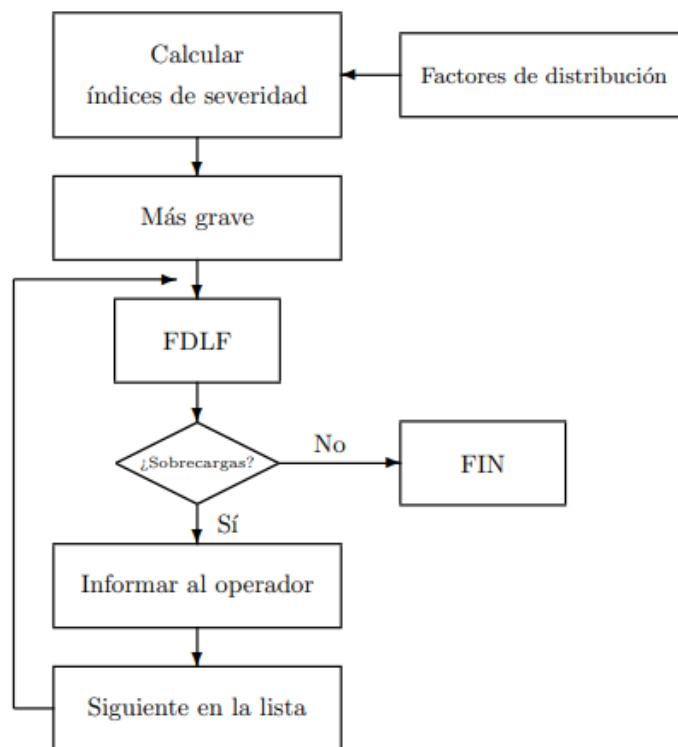 Calcular
índices de severidad
Factores de distribución
Más grave
FDLF
¿Sobrecargas?
No
FIN
Sí
Informar al operador
Siguiente en la lista